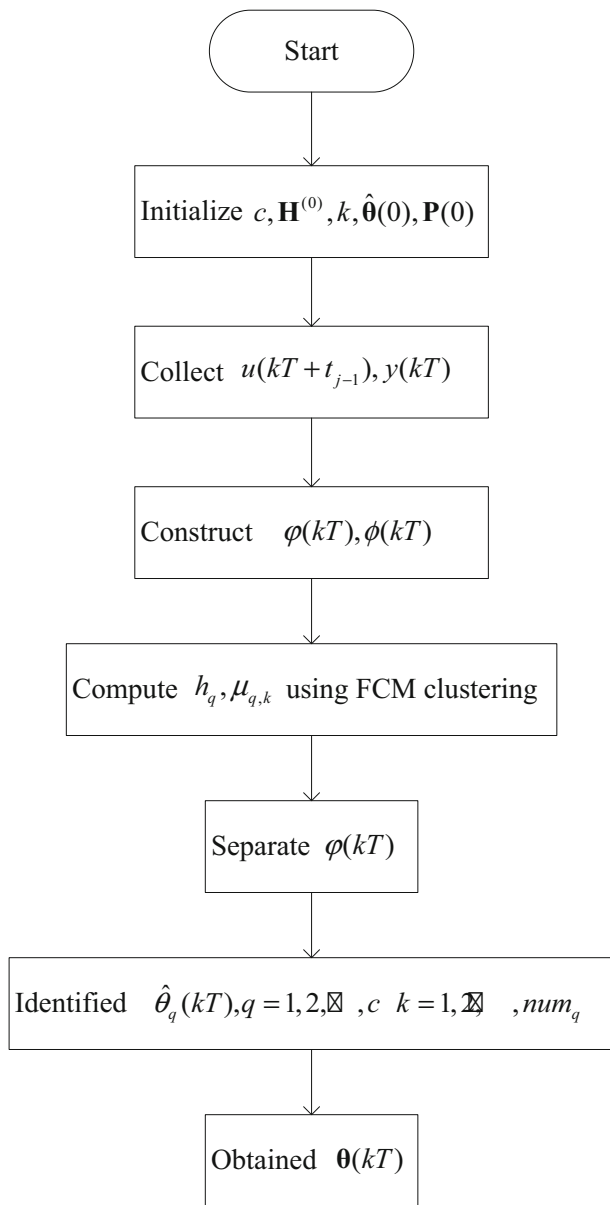 Start
Initialize c, H⁽⁰⁾, k, θ̂(0), P(0)
Collect u(kT + t_{j−1}), y(kT)
Construct φ(kT), ϕ(kT)
Compute h_q, μ_{q,k} using FCM clustering
Separate φ(kT)
Identified θ̂_q(kT), q = 1, 2, , c k = 1, 2 , num_q
Obtained θ(kT)